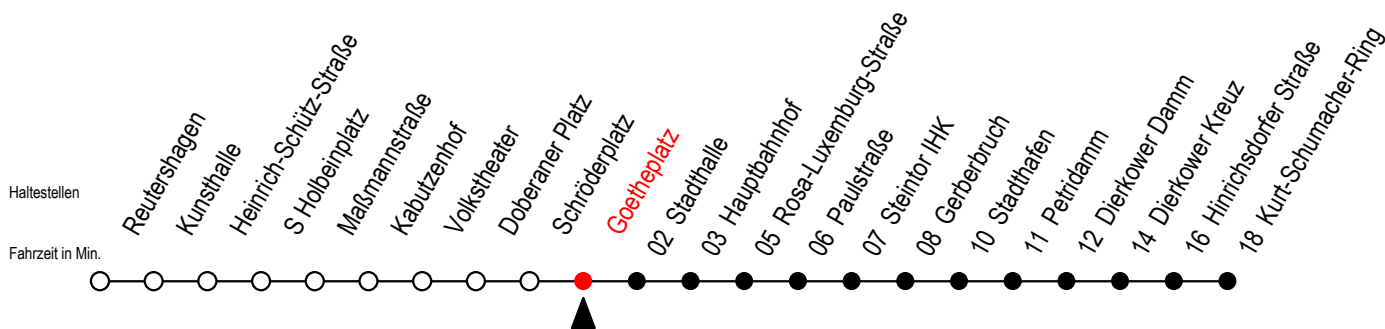 Haltestellen
Fahrzeit in Min.
Reutershagen
Kunsthalle
Heinrich-Schütz-Straße
S Holbeinplatz
Maßmannstraße
Kabutzenhof
Volkstheater
Doberaner Platz
Schröderplatz
Goetheplatz
02 Stadthalle
03 Hauptbahnhof
05 Rosa-Luxemburg-Straße
06 Paulstraße
07 Steintor IHK
08 Gerberbruch
10 Stadthafen
11 Petridamm
12 Dierkower Damm
14 Dierkower Kreuz
16 Hinrichsdorfer Straße
18 Kurt-Schumacher-Ring